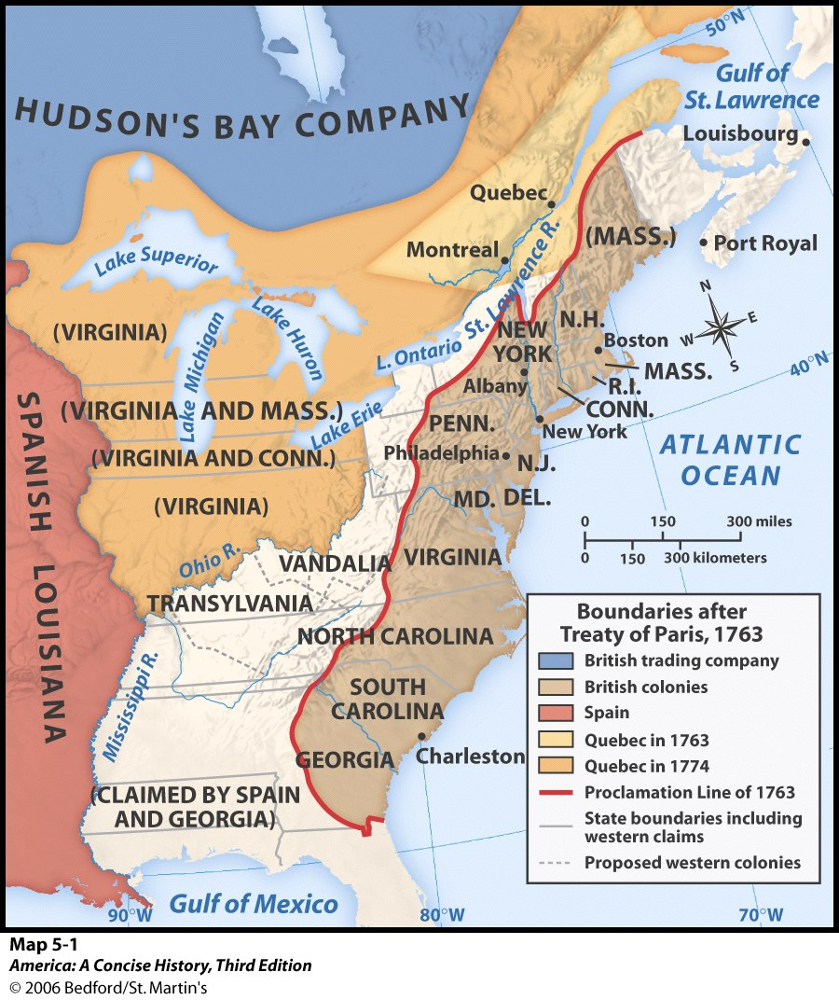 50°N
Gulf of
St. Lawrence
HUDSON'S BAY COMPANY
Louisbourg
Quebec
(MASS.)
Port Royal
Montreal
Lake Superior
St. Lawrence R.
N
W
E
S
Lake Huron
Lake Michigan
(VIRGINIA)
N.H.
NEW
YORK
Boston
L. Ontario
MASS.
40°N
Albany
R.I.
CONN.
(VIRGINIA AND MASS.)
Lake Erie
PENN.
New York
SPANISH LOUISIANA
(VIRGINIA AND CONN.)
Philadelphia
N.J.
ATLANTIC
OCEAN
(VIRGINIA)
MD.
DEL.
0 150 300 miles
0 150 300 kilometers
Ohio R.
VANDALIA
VIRGINIA
TRANSYLVANIA
NORTH CAROLINA
Mississippi R.
SOUTH
CAROLINA
GEORGIA
Charleston
(CLAIMED BY SPAIN
AND GEORGIA)
Gulf of Mexico
90°W
80°W
70°W
Boundaries after
Treaty of Paris, 1763
British trading company
British colonies
Spain
Quebec in 1763
Quebec in 1774
Proclamation Line of 1763
State boundaries including
western claims
Proposed western colonies
Map 5-1
America: A Concise History, Third Edition
© 2006 Bedford/St. Martin's